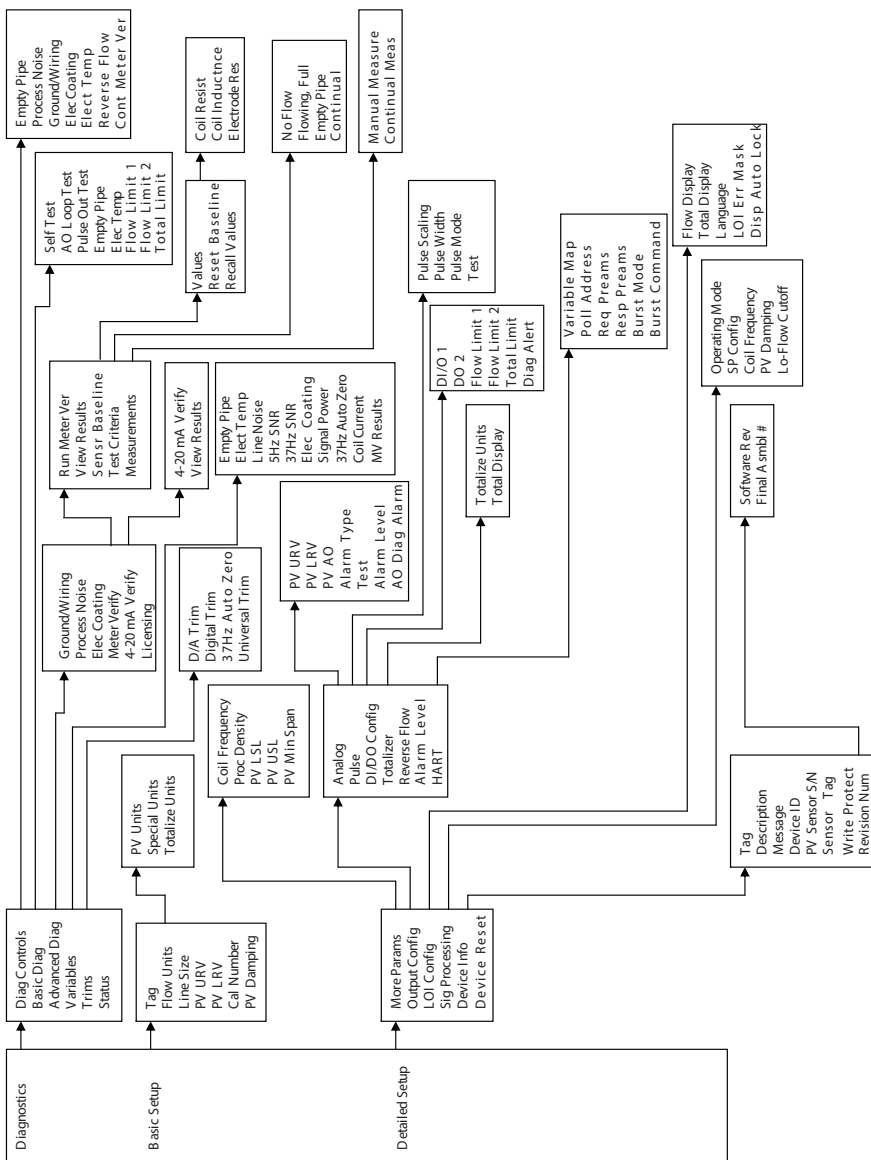 Diagnostics
Basic Setup
Detailed Setup
Diag Controls
Basic Diag
Advanced Diag
Variables
Trims
Status
Tag
Flow Units
Line Size
PV URV
PV LRV
Cal Number
PV Damping
More Params
Output Config
LOI Config
Sig Processing
Device Info
Device Reset
PV Units
Special Units
Totalize Units
Coil Frequency
Proc Density
PV LSL
PV USL
PV Min Span
Analog
Pulse
DI/DO Config
Totalizer
Reverse Flow
Alarm Level
HART
Tag
Description
Message
Device ID
PV Sensor S/N
Sensor Tag
Write Protect
Revision Num
Ground/Wiring
Process Noise
Elec Coating
Meter Verify
4-20 mA Verify
Licensing
D/A Trim
Digital Trim
37Hz Auto Zero
Universal Trim
PV URV
PV LRV
PV AO
Alarm Type
Test
Alarm Level
AO Diag Alarm
Totalize Units
Total Display
Software Rev
Final Asmbl #
Run Meter Ver
View Results
Sensr Baseline
Test Criteria
Measurements
4-20 mA Verify
View Results
Empty Pipe
Elect Temp
Line Noise
5Hz SNR
37Hz SNR
Elec Coating
Signal Power
37Hz Auto Zero
Coil Current
MV Results
DI/O 1
DO 2
Flow Limit 1
Flow Limit 2
Total Limit
Diag Alert
Variable Map
Poll Address
Req Preams
Resp Preams
Burst Mode
Burst Command
Operating Mode
SP Config
Coil Frequency
PV Damping
Lo-Flow Cutoff
Self Test
AO Loop Test
Pulse Out Test
Empty Pipe
Elec Temp
Flow Limit 1
Flow Limit 2
Total Limit
Values
Reset Baseline
Recall Values
Pulse Scaling
Pulse Width
Pulse Mode
Test
Flow Display
Total Display
Language
LOI Err Mask
Disp Auto Lock
Empty Pipe
Process Noise
Ground/Wiring
Elec Coating
Elect Temp
Reverse Flow
Cont Meter Ver
Coil Resist
Coil Inductnce
Electrode Res
No Flow
Flowing, Full
Empty Pipe
Continual
Manual Measure
Continual Meas